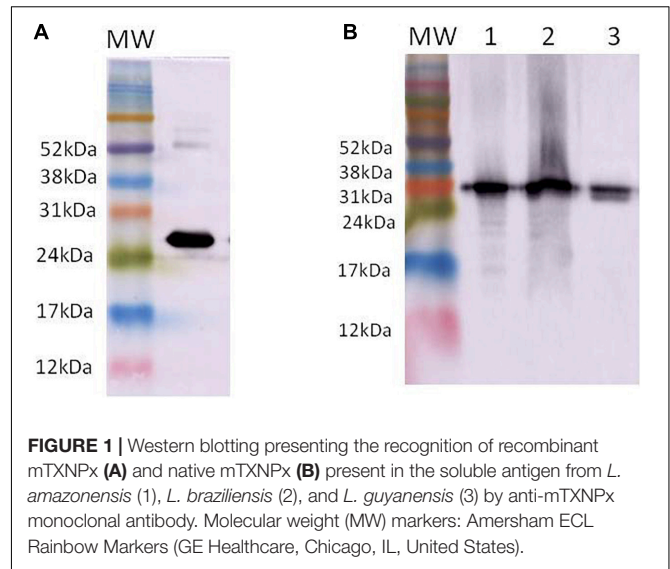 A
MW
52kDa
38kDa
31kDa
24kDa
17kDa
12kDa
B
MW 1 2 3
52kDa
38kDa
31kDa
24kDa
17kDa
12kDa
FIGURE 1 | Western blotting presenting the recognition of recombinant
mTXNPx (A) and native mTXNPx (B) present in the soluble antigen from L.
amazonensis (1), L. braziliensis (2), and L. guyanensis (3) by anti-mTXNPx
monoclonal antibody. Molecular weight (MW) markers: Amersham ECL
Rainbow Markers (GE Healthcare, Chicago, IL, United States).